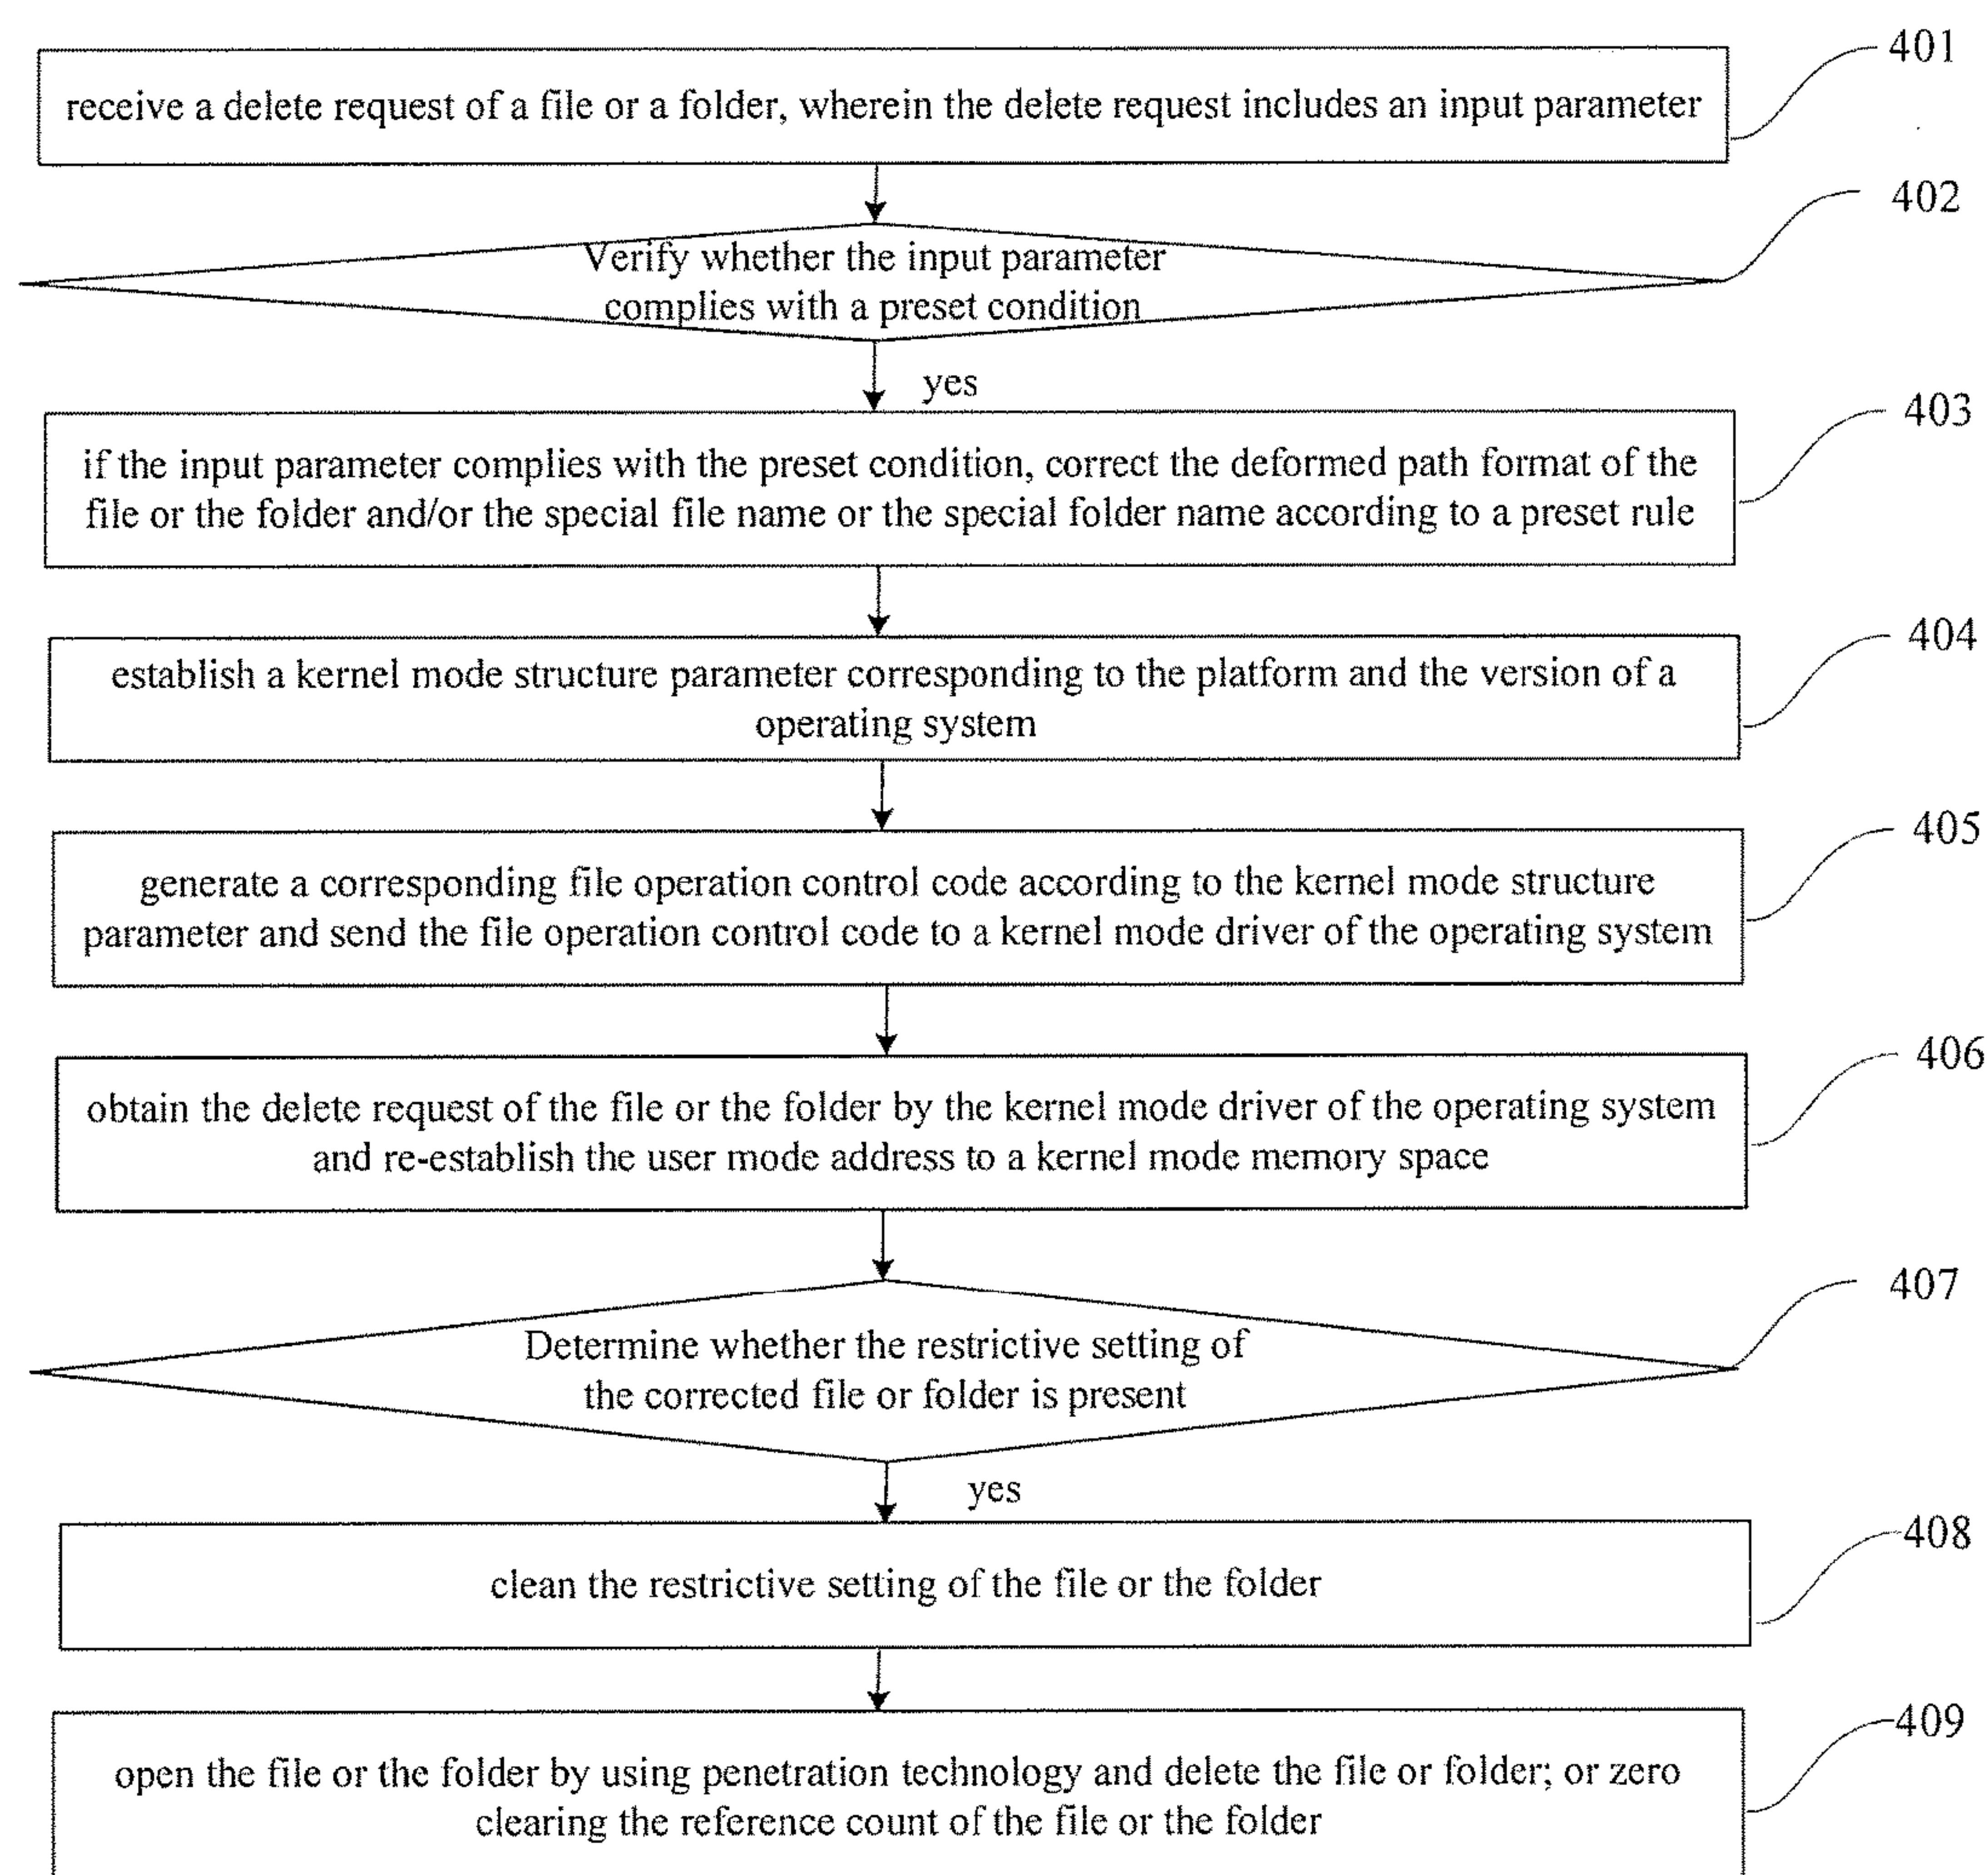 401
receive a delete request of a file or a folder, wherein the delete request includes an input parameter
402
Verify whether the input parameter
complies with a preset condition
yes
403
if the input parameter complies with the preset condition, correct the deformed path format of the
file or the folder and/or the special file name or the special folder name according to a preset rule
404
establish a kernel mode structure parameter corresponding to the platform and the version of a
operating system
405
generate a corresponding file operation control code according to the kernel mode structure
parameter and send the file operation control code to a kernel mode driver of the operating system
406
obtain the delete request of the file or the folder by the kernel mode driver of the operating system
and re-establish the user mode address to a kernel mode memory space
407
Determine whether the restrictive setting of
the corrected file or folder is present
yes
408
clean the restrictive setting of the file or the folder
409
open the file or the folder by using penetration technology and delete the file or folder; or zero
clearing the reference count of the file or the folder